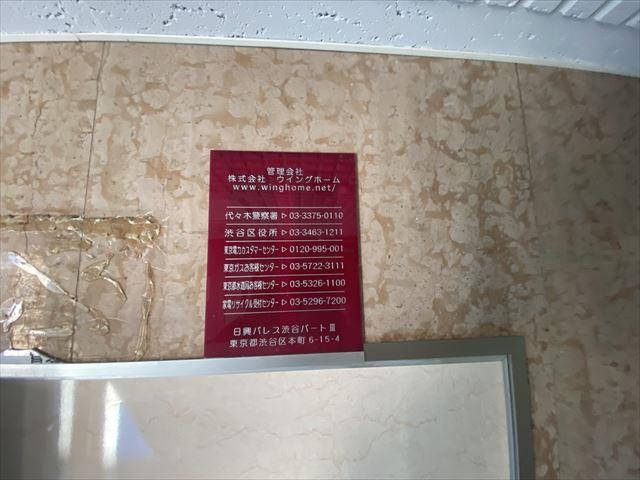 管理会社
株式会社 ウイングホーム
www.winghome.net/
代々木警察署▷03-3375-0110
渋谷区役所▷03-3463-1211
東京電力カスタマーセンター▷0120-995-001
東京ガスお客様センター▷03-5722-3111
東京都水道局お客様センター▷03-5326-1100
家電リサイクル受付センター▷03-5296-7200
日興パレス渋谷パートⅢ
東京都渋谷区本町6-15-4